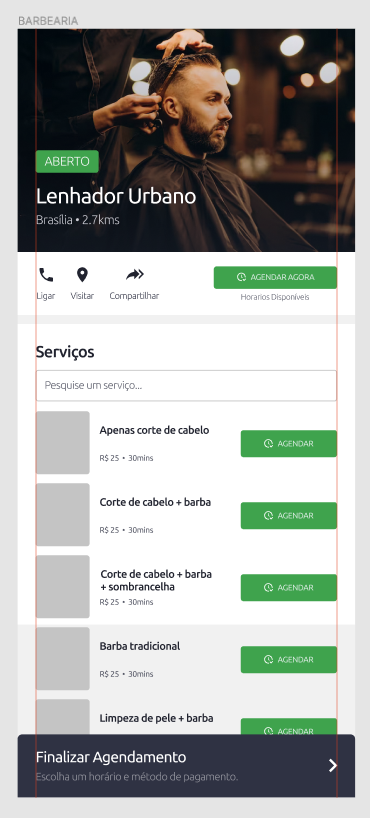 BARBEARIA
ABERTO
Lenhador Urbano
Brasília • 2.7kms
Ligar
Visitar
Compartilhar
AGENDAR AGORA
Horarios Disponíveis
Serviços
Pesquise um serviço...
Apenas corte de cabelo
R$ 25 • 30mins
AGENDAR
Corte de cabelo + barba
R$ 25 • 30mins
AGENDAR
Corte de cabelo + barba
+ sombrancelha
R$ 25 • 30mins
AGENDAR
Barba tradicional
R$ 25 • 30mins
AGENDAR
Limpeza de pele + barba
AGENDAR
Finalizar Agendamento
Escolha um horário e método de pagamento.